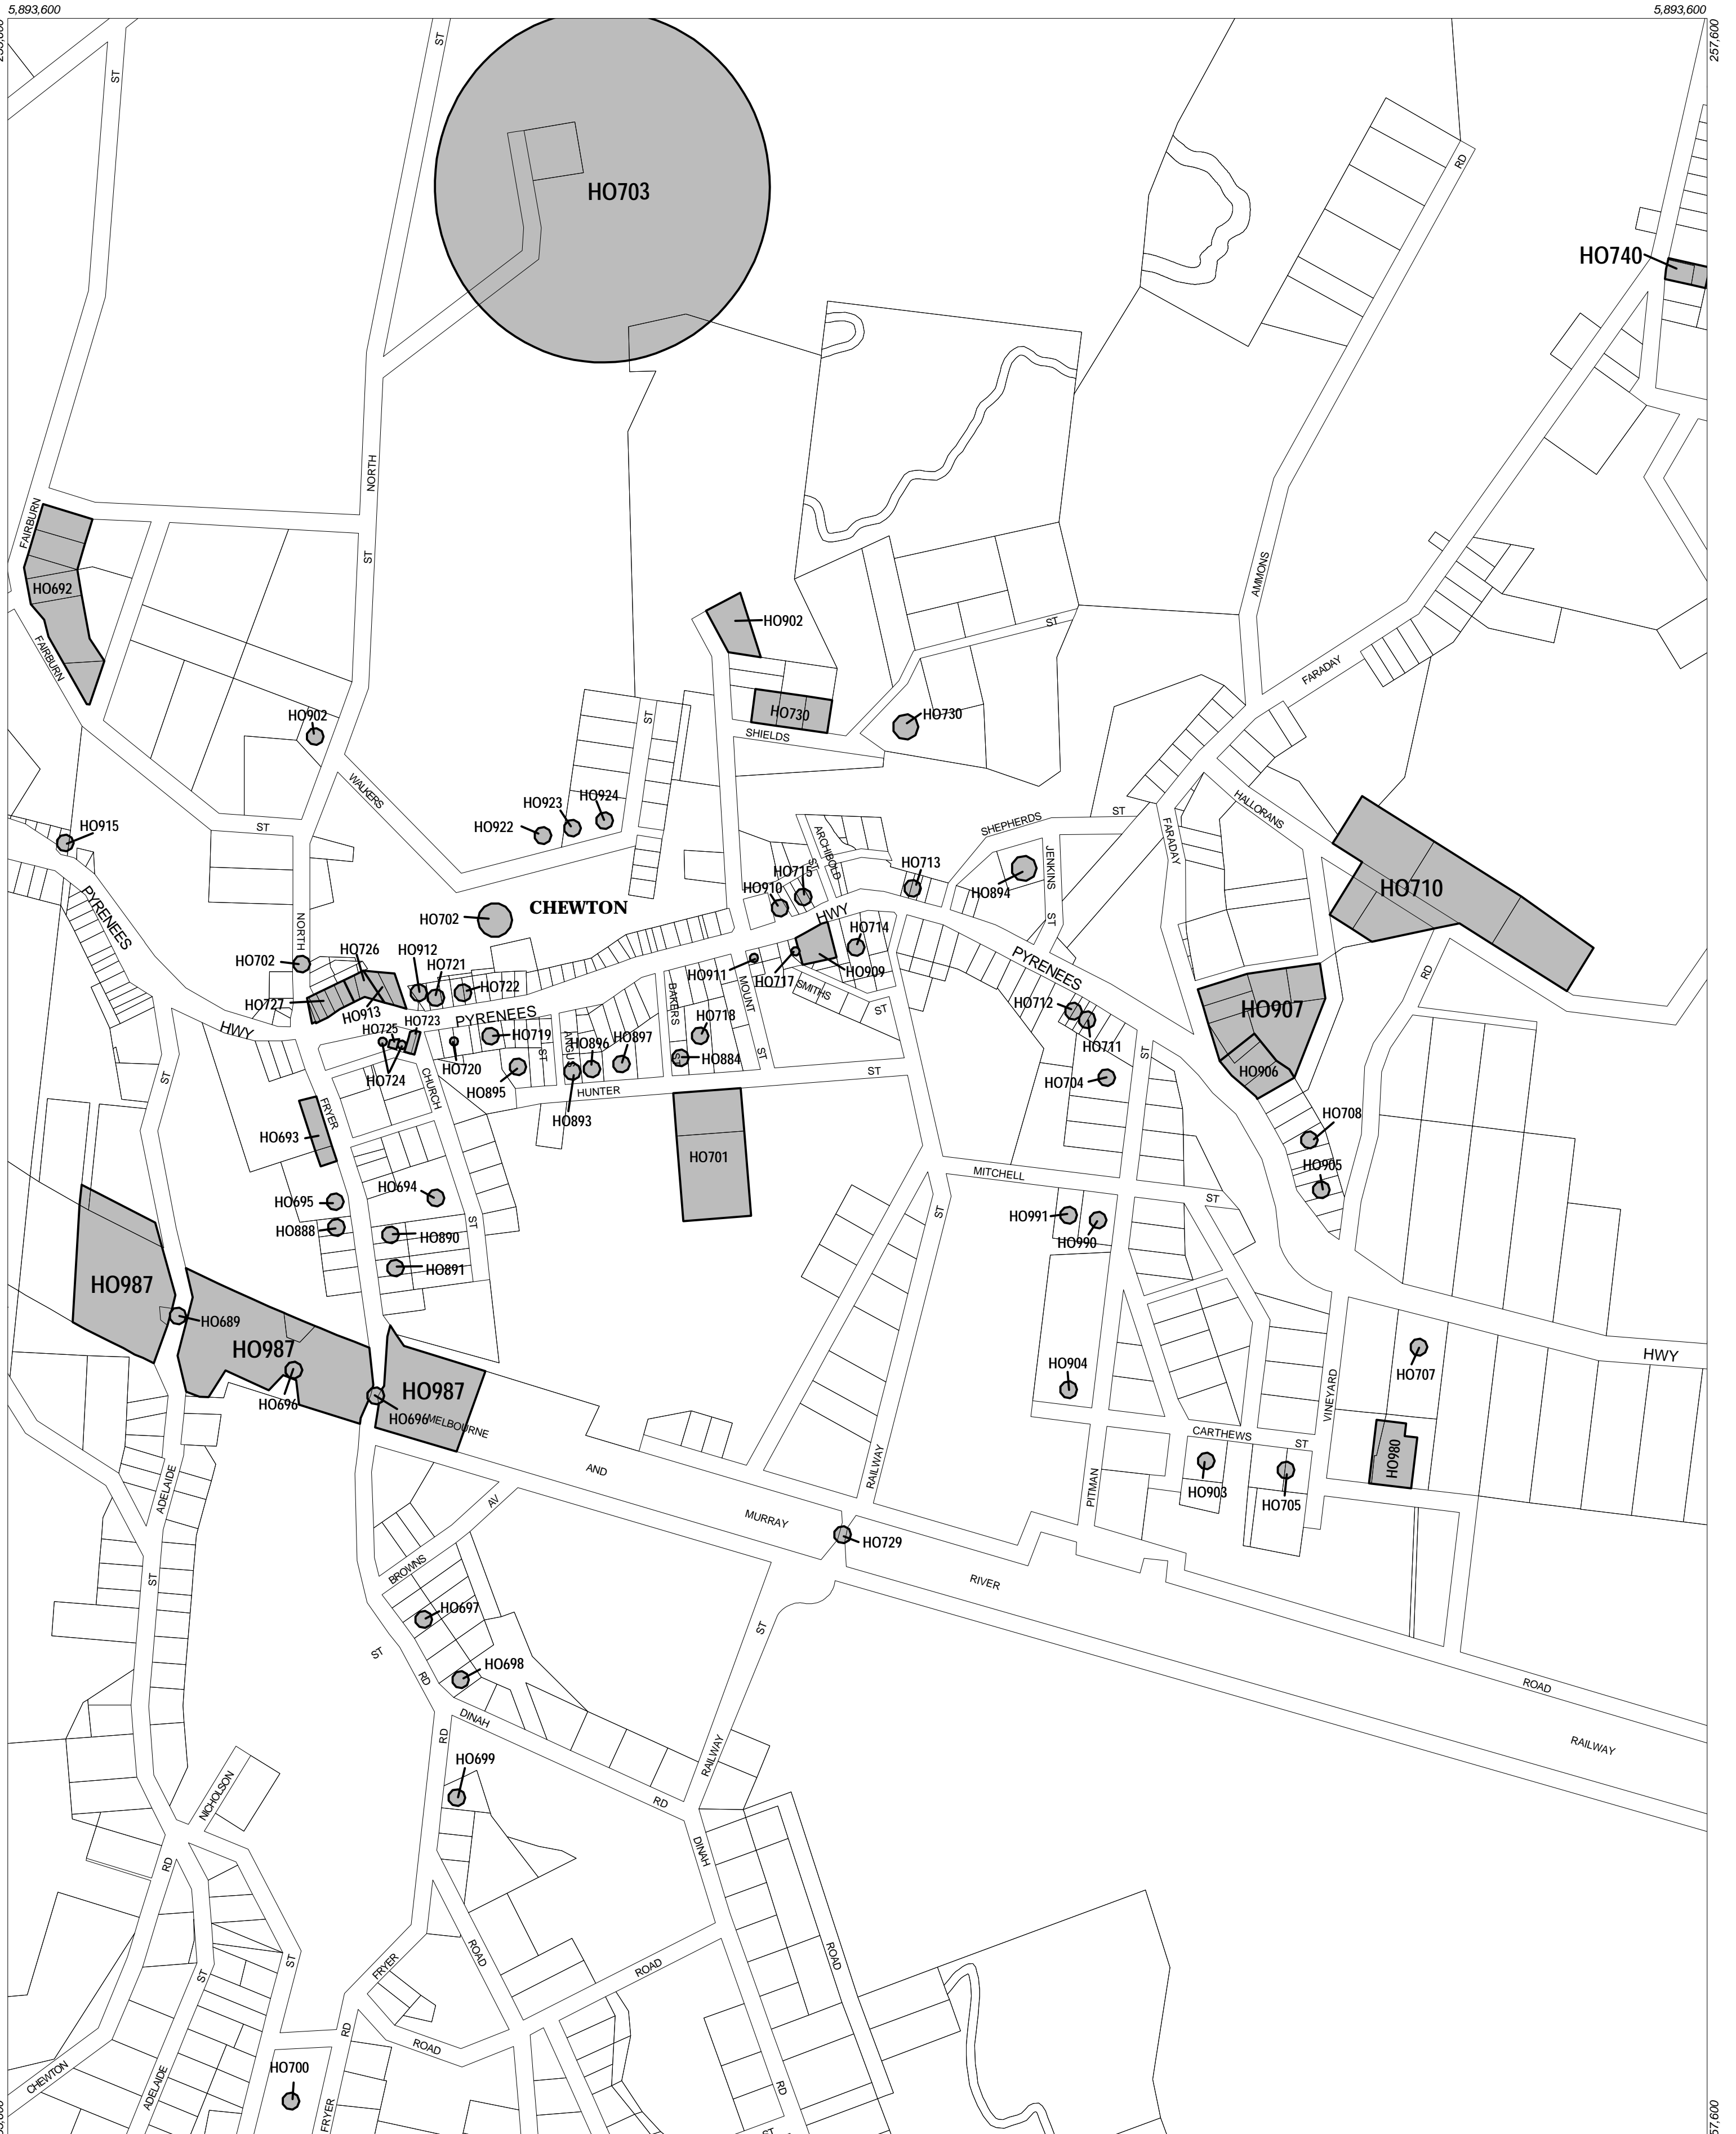 5,893,600
5,893,600
257,600
ST
ST
HO703
RD
HO740
NORTH
FAIRBURN
ST
AMMONS
HO692
HO902
ST
FAIRBURN
FARADAY
HO902
ST
HO730
HO730
SHIELDS
WALKERS
HO923
HO924
HO922
HALLORANS
ST
SHEPHERDS
ST
HO915
FARADAY
ARCHIBOLD
ST
JENKINS
HO715
HO713
HO910
HO894
HO710
PYRENEES
HO702
CHEWTON
HWY
ST
NORTH
HO714
HO726
HO912
HO702
HO721
PYRENEES
HO909
RD
HO911
HO717
HO722
SMITHS
BAKERS
MOUNT
HO727
HO913
HO712
HO907
ST
HWY
HO725
HO723
PYRENEES
HO718
HO719
ANGUS
HO896
HO897
HO711
ST
ST
ST
HO884
HO720
HO906
ST
HO724
CHURCH
HO895
HUNTER
ST
HO704
FRYER
HO893
HO708
HO693
HO701
HO905
MITCHELL
ST
HO694
HO695
ST
HO991
HO888
ST
HO890
HO990
HO891
HO987
HO689
HO987
HWY
HO904
HO707
HO987
HO696
HO696
MELBOURNE
VINEYARD
CARTHEWS
ST
HO980
AND
RAILWAY
ADELAIDE
PITMAN
HO903
HO705
AV
MURRAY
HO729
BROWNS
ST
RIVER
HO697
ST
ST
HO698
RD
ROAD
DINAH
RD
RAILWAY
RAILWAY
HO699
NICHOLSON
RD
DINAH
RD
ROAD
ROAD
ST
FRYER
ROAD
ST
RD
ROAD
HO700
CHEWTON
ADELAIDE
RD
FRYER
ST